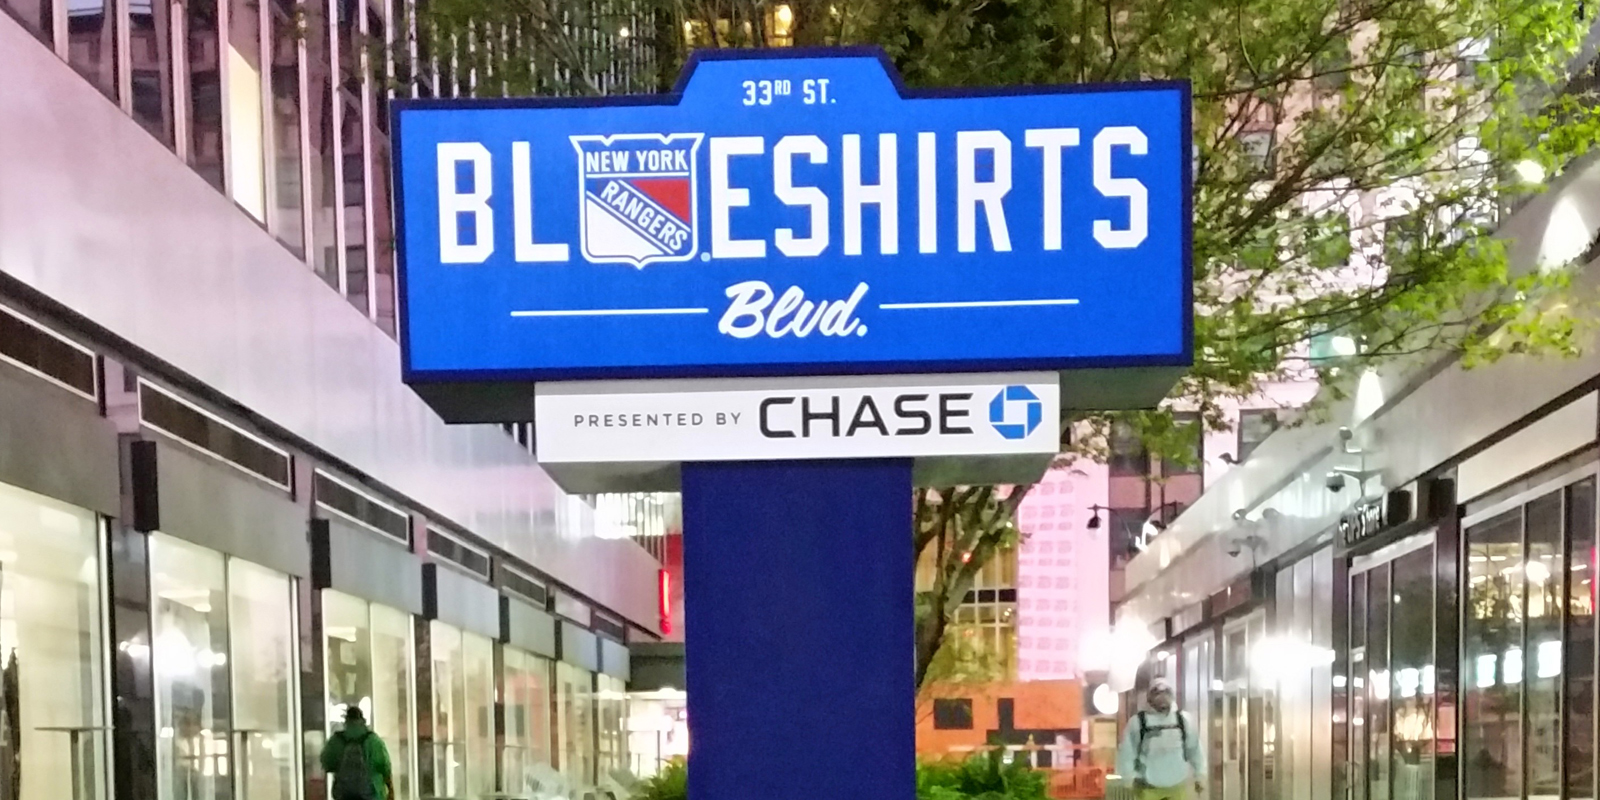 33RD ST.
BL ESHIRTS
NEW YORK
RANGERS
Blvd.
PRESENTED BY CHASE